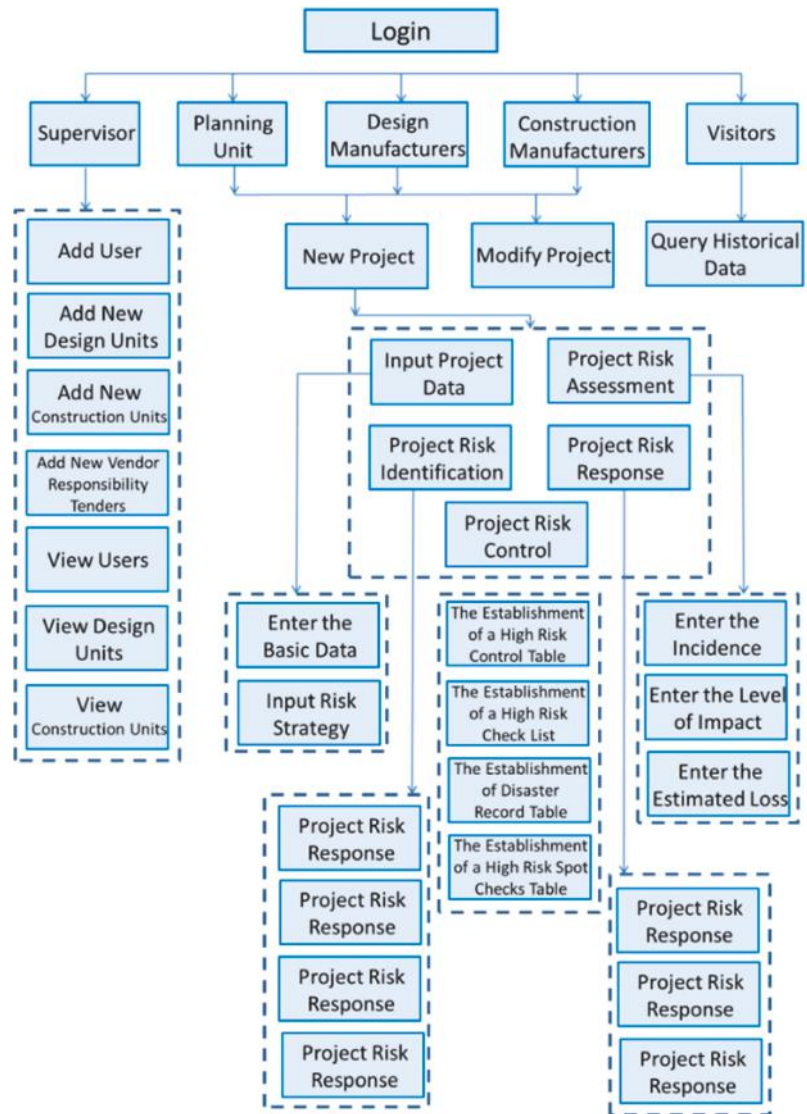 Login
Supervisor
Planning
Unit
Design
Manufacturers
Construction
Manufacturers
Visitors
Add User
Add New
Design Units
Add New
Construction Units
Add New Vendor
Responsibility
Tenders
View Users
View Design
Units
View
Construction Units
New Project
Modify Project
Query Historical
Data
Input Project
Data
Project Risk
Assessment
Project Risk
Identification
Project Risk
Response
Project Risk
Control
Enter the
Basic Data
Input Risk
Strategy
The Establishment
of a High Risk
Control Table
The Establishment
of a High Risk
Check List
The Establishment
of Disaster
Record Table
The Establishment
of a High Risk Spot
Checks Table
Enter the
Incidence
Enter the Level
of Impact
Enter the
Estimated Loss
Project Risk
Response
Project Risk
Response
Project Risk
Response
Project Risk
Response
Project Risk
Response
Project Risk
Response
Project Risk
Response